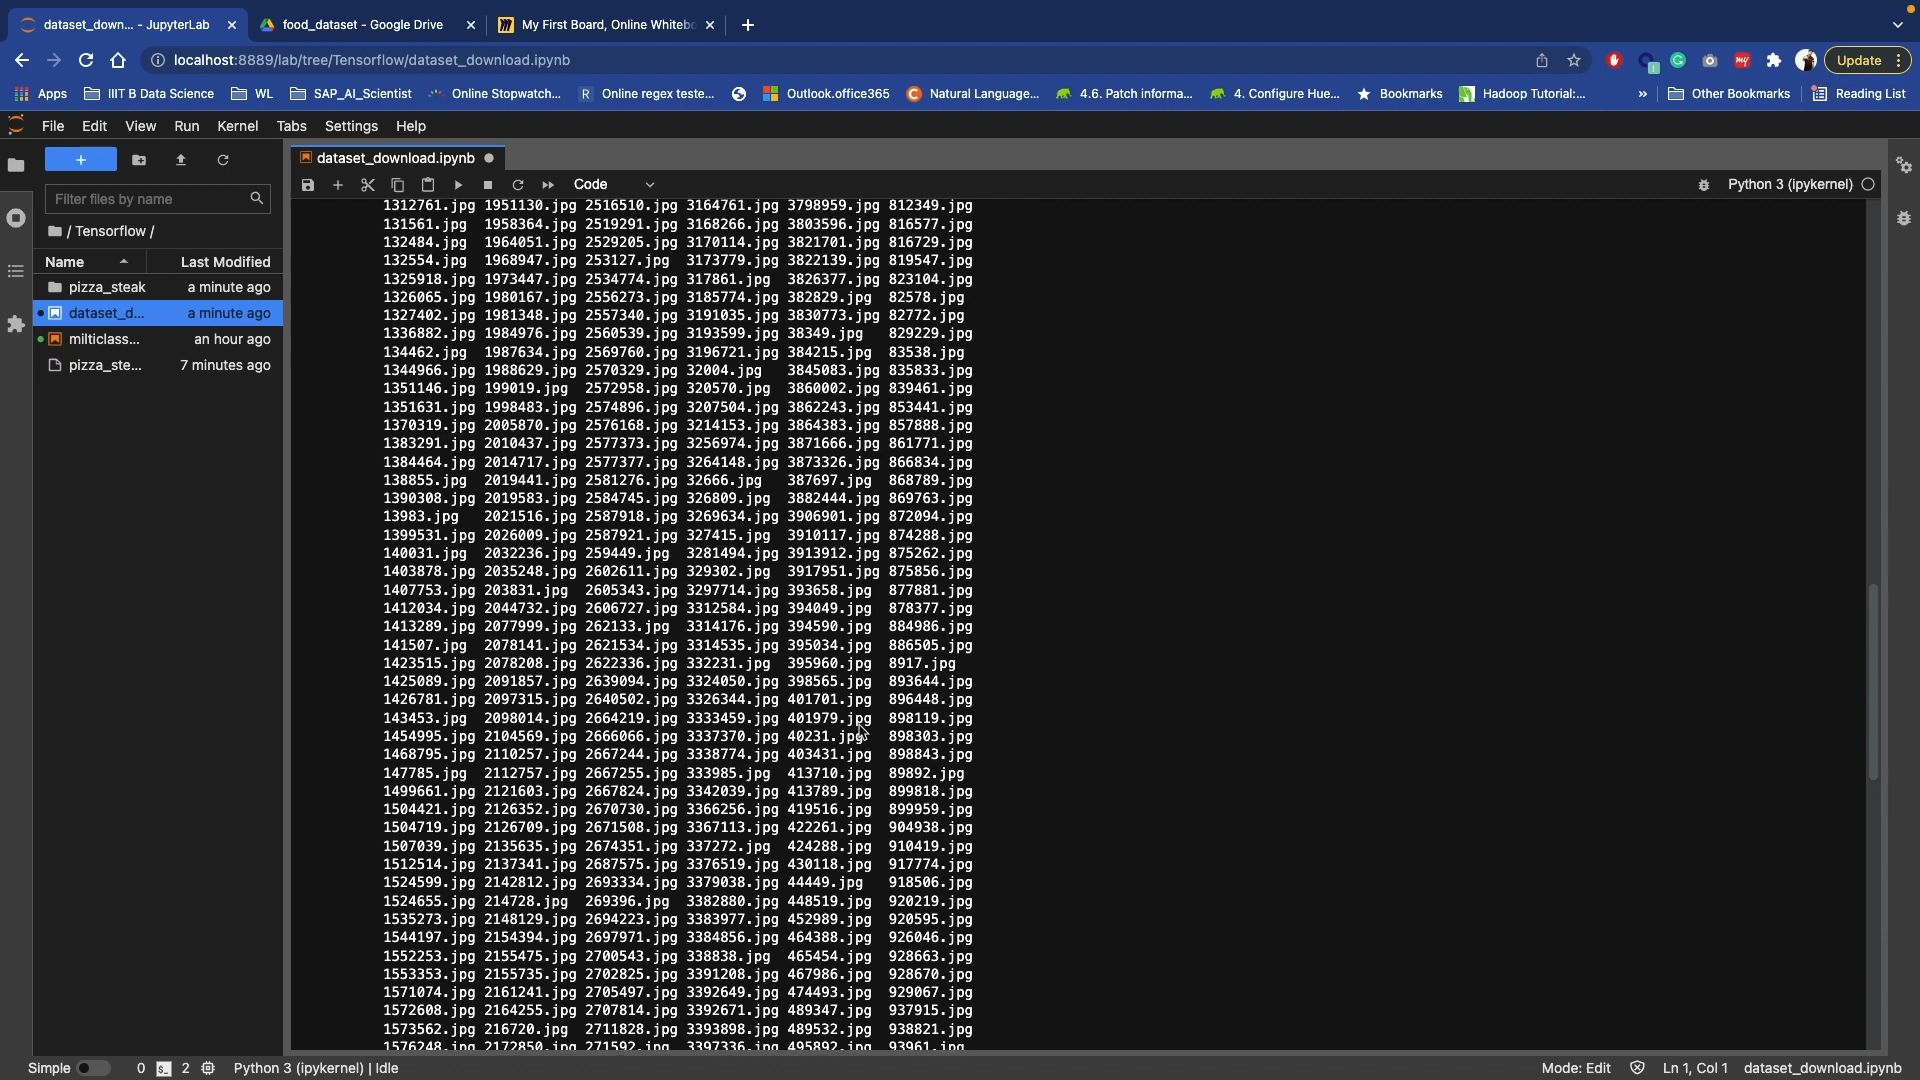 dataset_down... - JupyterLab
food_dataset - Google Drive
My First Board, Online Whitebo
localhost:8889/lab/tree/Tensorflow/dataset_download.ipynb
Update
Apps
IIT B Data Science
WL
SAP_AI_Scientist
Online Stopwatch...
Online regex teste...
Outlook.office365
Natural Language...
4.6. Patch informa...
4. Configure Hue...
Bookmarks
Hadoop Tutorial:...
Other Bookmarks
Reading List
File Edit View Run Kernel Tabs Settings Help
dataset_download.ipynb
Filter files by name
Code
Python 3 (ipykernel)
/ Tensorflow /
Name Last Modified
pizza_steak a minute ago
dataset_d... a minute ago
milticlass... an hour ago
pizza_ste... 7 minutes ago
1312761.jpg 1951130.jpg 2516510.jpg 3164761.jpg 3798959.jpg 812349.jpg
131561.jpg 1958364.jpg 2519291.jpg 3168266.jpg 3803596.jpg 816577.jpg
132484.jpg 1964051.jpg 2529205.jpg 3170114.jpg 3821701.jpg 816729.jpg
132554.jpg 1968947.jpg 253127.jpg 3173779.jpg 3822139.jpg 819547.jpg
1325918.jpg 1973447.jpg 2534774.jpg 317861.jpg 3826377.jpg 823104.jpg
1326065.jpg 1980167.jpg 2556273.jpg 3185774.jpg 382829.jpg 82578.jpg
1327402.jpg 1981348.jpg 2557340.jpg 3191035.jpg 3830773.jpg 82772.jpg
1336882.jpg 1984976.jpg 2560539.jpg 3193599.jpg 38349.jpg 829229.jpg
134462.jpg 1987634.jpg 2569760.jpg 3196721.jpg 384215.jpg 83538.jpg
1344966.jpg 1988629.jpg 2570329.jpg 32004.jpg 3845083.jpg 835833.jpg
1351146.jpg 199019.jpg 2572958.jpg 320570.jpg 3860002.jpg 839461.jpg
1351631.jpg 1998483.jpg 2574896.jpg 3207504.jpg 3862243.jpg 853441.jpg
1370319.jpg 2005870.jpg 2576168.jpg 3214153.jpg 3864383.jpg 857888.jpg
1383291.jpg 2010437.jpg 2577373.jpg 3256974.jpg 3871666.jpg 861771.jpg
1384464.jpg 2014717.jpg 2577377.jpg 3264148.jpg 3873326.jpg 866834.jpg
138855.jpg 2019441.jpg 2581276.jpg 32666.jpg 387697.jpg 868789.jpg
1390308.jpg 2019583.jpg 2584745.jpg 326809.jpg 3882444.jpg 869763.jpg
13983.jpg 2021516.jpg 2587918.jpg 3269634.jpg 3906901.jpg 872094.jpg
1399531.jpg 2026009.jpg 2587921.jpg 327415.jpg 3910117.jpg 874288.jpg
140031.jpg 2032236.jpg 259449.jpg 3281494.jpg 3913912.jpg 875262.jpg
1403878.jpg 2035248.jpg 2602611.jpg 329302.jpg 3917951.jpg 875856.jpg
1407753.jpg 203831.jpg 2605343.jpg 3297714.jpg 393658.jpg 877881.jpg
1412034.jpg 2044732.jpg 2606727.jpg 3312584.jpg 394049.jpg 878377.jpg
1413289.jpg 2077999.jpg 262133.jpg 3314176.jpg 394590.jpg 884986.jpg
141507.jpg 2078141.jpg 2621534.jpg 3314535.jpg 395034.jpg 886505.jpg
1423515.jpg 2078208.jpg 2622336.jpg 332231.jpg 395960.jpg 8917.jpg
1425089.jpg 2091857.jpg 2639094.jpg 3324050.jpg 398565.jpg 893644.jpg
1426781.jpg 2097315.jpg 2640502.jpg 3326344.jpg 401701.jpg 896448.jpg
143453.jpg 2098014.jpg 2664219.jpg 3333459.jpg 401979.jpg 898119.jpg
1454995.jpg 2104569.jpg 2666066.jpg 3337370.jpg 40231.jpg 898303.jpg
1468795.jpg 2110257.jpg 2667244.jpg 3338774.jpg 403431.jpg 898843.jpg
147785.jpg 2112757.jpg 2667255.jpg 333985.jpg 413710.jpg 89892.jpg
1499661.jpg 2121603.jpg 2667824.jpg 3342039.jpg 413789.jpg 899818.jpg
1504421.jpg 2126352.jpg 2670730.jpg 3366256.jpg 419516.jpg 899959.jpg
1504719.jpg 2126709.jpg 2671508.jpg 3367113.jpg 422261.jpg 904938.jpg
1507039.jpg 2135635.jpg 2674351.jpg 337272.jpg 424288.jpg 910419.jpg
1512514.jpg 2137341.jpg 2687575.jpg 3376519.jpg 430118.jpg 917774.jpg
1524599.jpg 2142812.jpg 2693334.jpg 3379038.jpg 44449.jpg 918506.jpg
1524655.jpg 214728.jpg 269396.jpg 3382880.jpg 448519.jpg 920219.jpg
1535273.jpg 2148129.jpg 2694223.jpg 3383977.jpg 452989.jpg 920595.jpg
1544197.jpg 2154394.jpg 2697971.jpg 3384856.jpg 464388.jpg 926046.jpg
1552253.jpg 2155475.jpg 2700543.jpg 338838.jpg 465454.jpg 928663.jpg
1553353.jpg 2155735.jpg 2702825.jpg 3391208.jpg 467986.jpg 928670.jpg
1571074.jpg 2161241.jpg 2705497.jpg 3392649.jpg 474493.jpg 929067.jpg
1572608.jpg 2164255.jpg 2707814.jpg 3392671.jpg 489347.jpg 937915.jpg
1573562.jpg 216720.jpg 2711828.jpg 3393898.jpg 489532.jpg 938821.jpg
1576248.jpg 2172850.jpg 271592.jpg 3397336.jpg 495892.jpg 93961.jpg
Simple 0 2 Python 3 (ipykernel) | Idle
Mode: Edit Ln 1, Col 1 dataset_download.ipynb